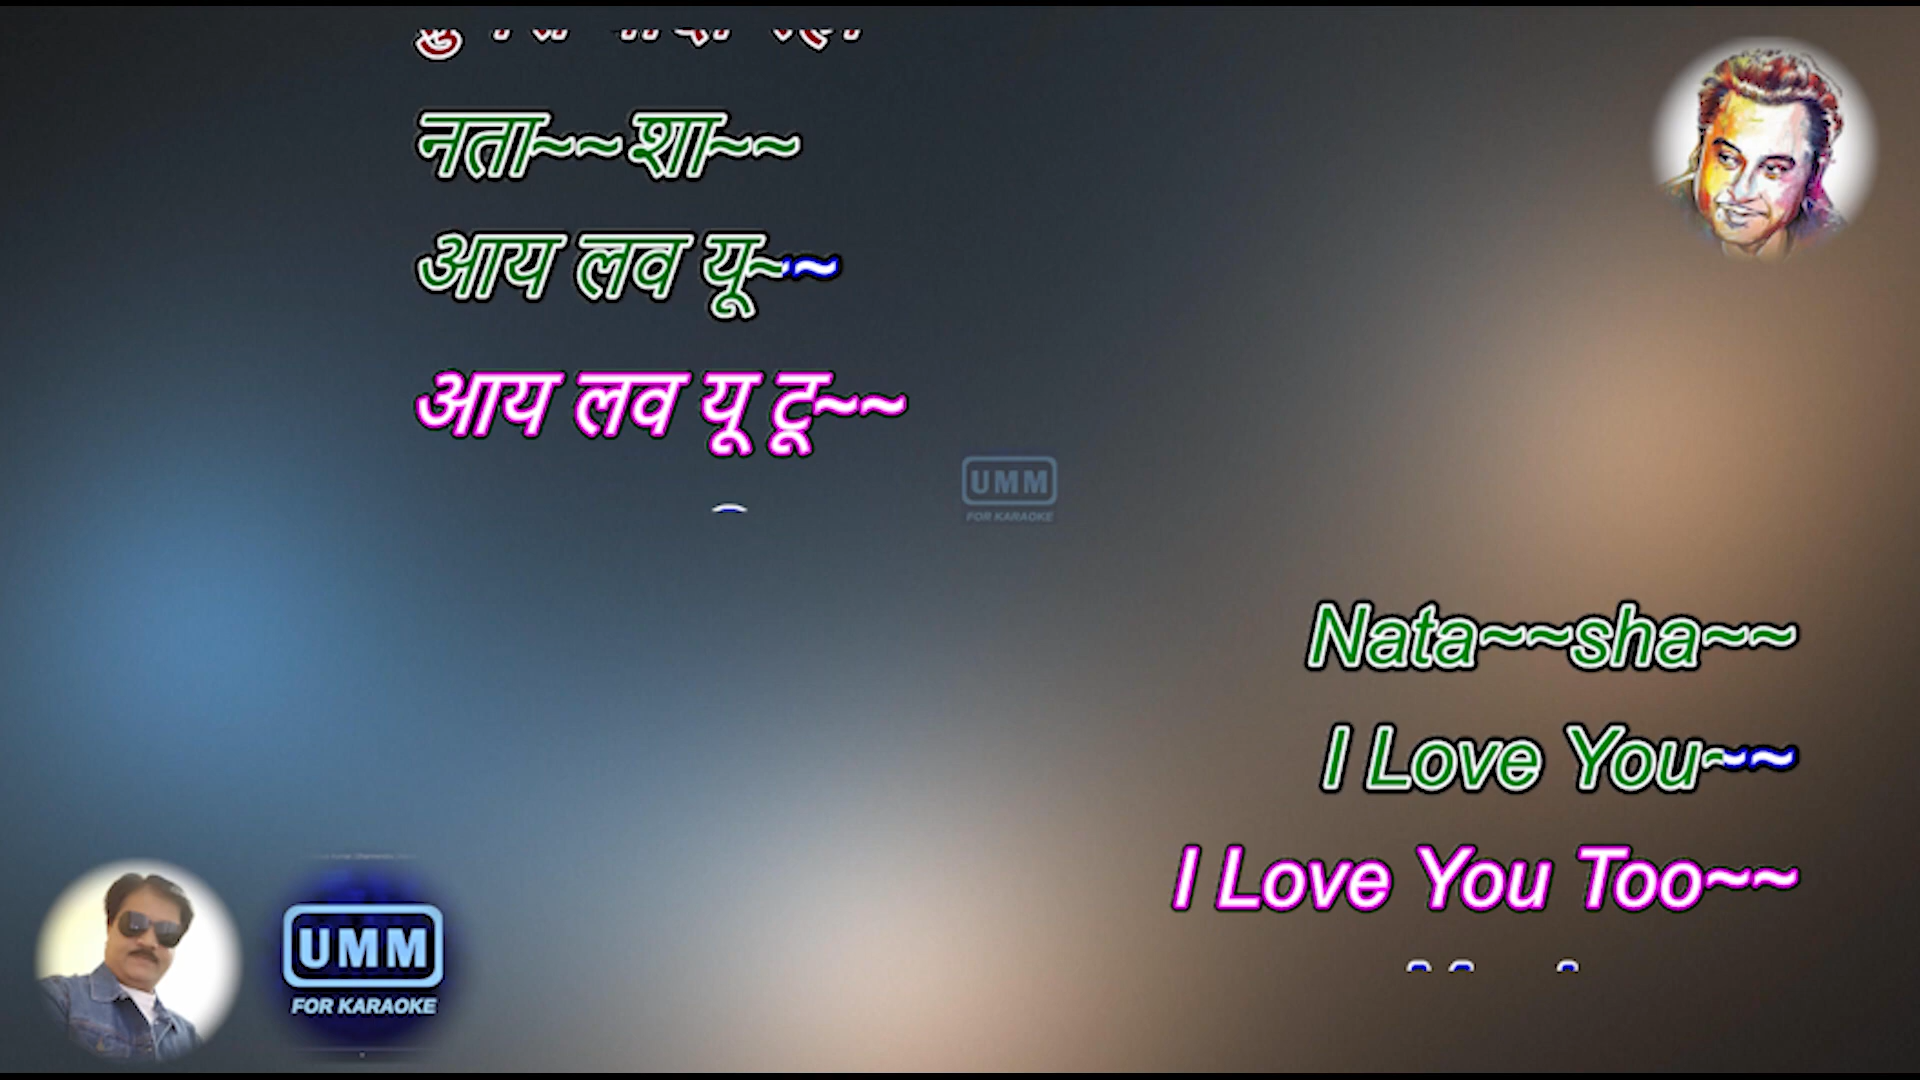 नता~~शा~~
आय लव यू~~
आय लव यू टू~~
UMM
FOR KARAOKE
Nata~~sha~~
I Love You~~
I Love You Too~~
UMM
FOR KARAOKE